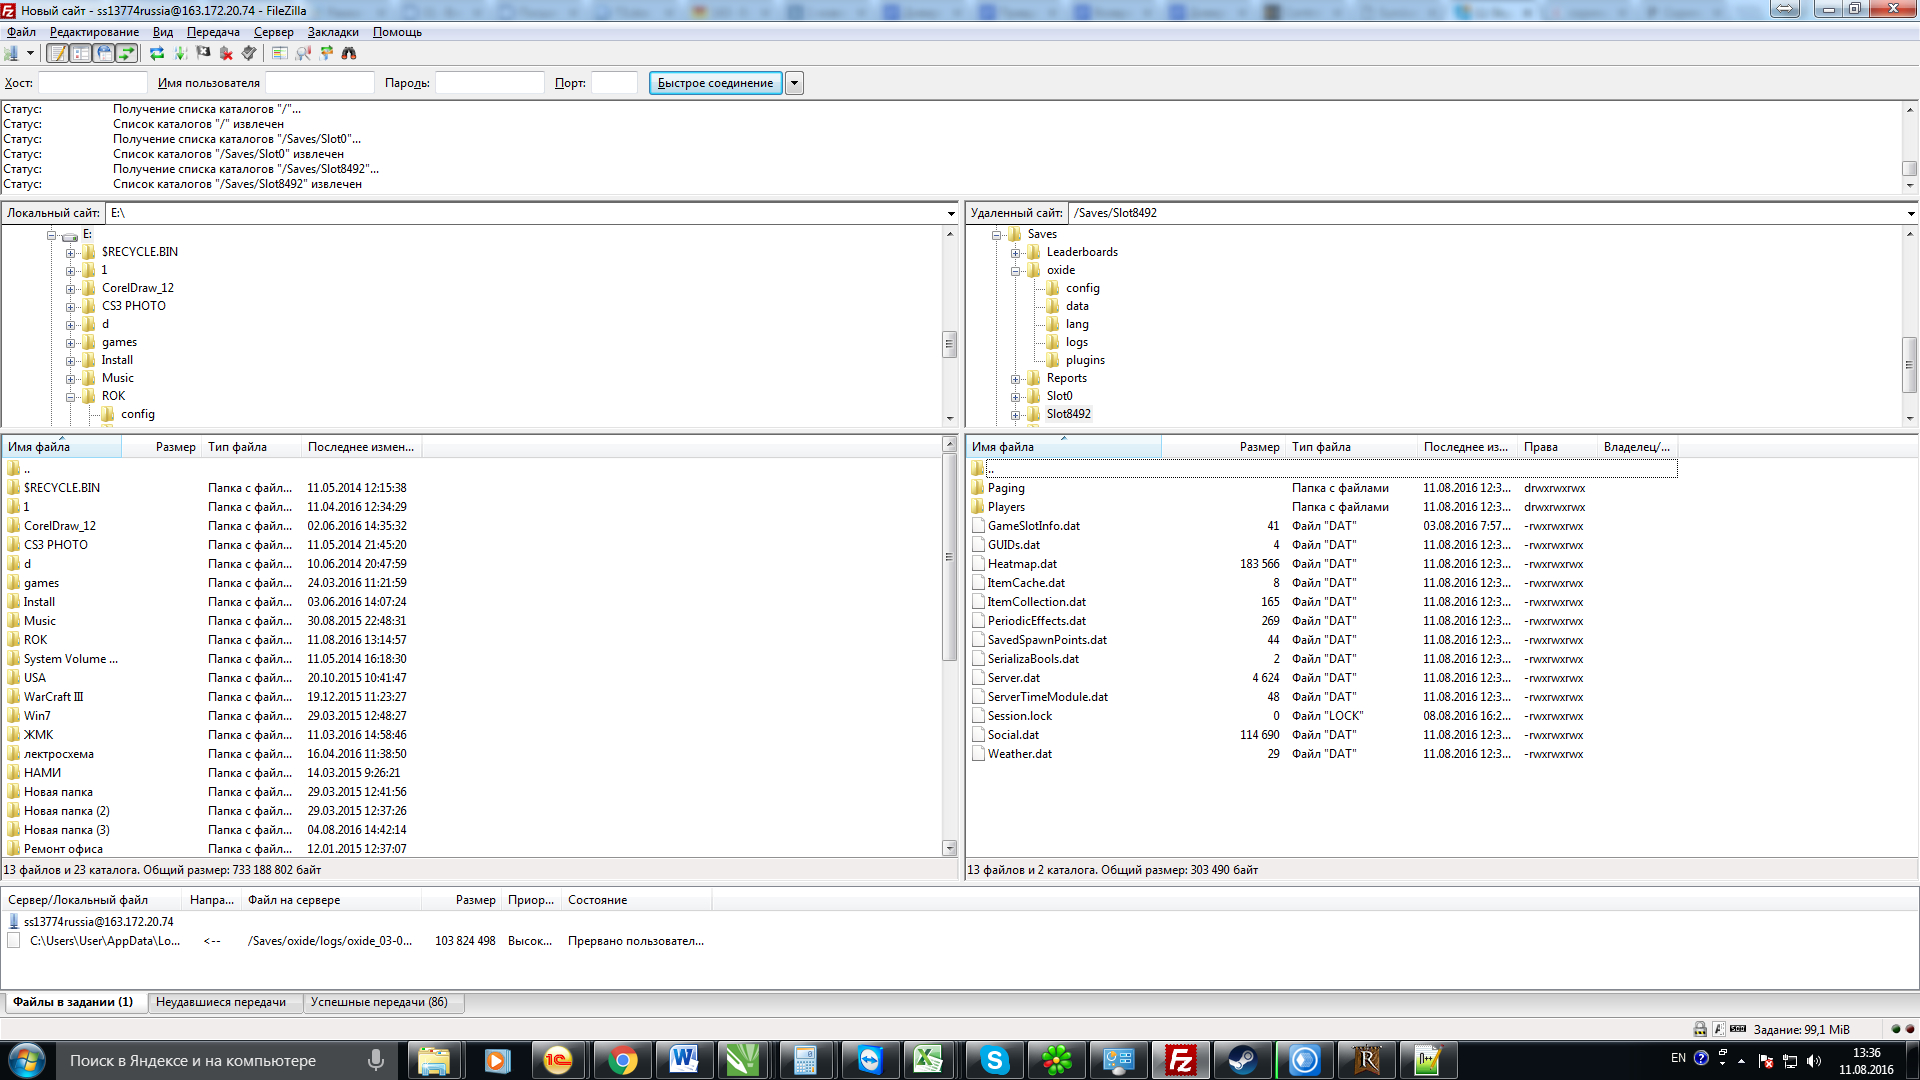 Новый сайт - ss13774russia@163.172.20.74 - FileZilla
Файл Редактирование Вид Передача Сервер Закладки Помощь
Хост: Имя пользователя Пароль: Порт: Быстрое соединение
Статус: Получение списка каталогов "/"...
Статус: Список каталогов "/" извлечен
Статус: Получение списка каталогов "/Saves/Slot0"...
Статус: Список каталогов "/Saves/Slot0" извлечен
Статус: Получение списка каталогов "/Saves/Slot8492"...
Статус: Список каталогов "/Saves/Slot8492" извлечен
Локальный сайт: E:\
E:
$RECYCLE.BIN
1
CorelDraw_12
CS3 PHOTO
d
games
Install
Music
ROK
config
Удаленный сайт: /Saves/Slot8492
Saves
Leaderboards
oxide
config
data
lang
logs
plugins
Reports
Slot0
Slot8492
Имя файла Размер Тип файла Последнее измен...
..
$RECYCLE.BIN Папка с файл... 11.05.2014 12:15:38
1 Папка с файл... 11.04.2016 12:34:29
CorelDraw_12 Папка с файл... 02.06.2016 14:35:32
CS3 PHOTO Папка с файл... 11.05.2014 21:45:20
d Папка с файл... 10.06.2014 20:47:59
games Папка с файл... 24.03.2016 11:21:59
Install Папка с файл... 03.06.2016 14:07:24
Music Папка с файл... 30.08.2015 22:48:31
ROK Папка с файл... 11.08.2016 13:14:57
System Volume ... Папка с файл... 11.05.2014 16:18:30
USA Папка с файл... 20.10.2015 10:41:47
WarCraft III Папка с файл... 19.12.2015 11:23:27
Win7 Папка с файл... 29.03.2015 12:48:27
ЖМК Папка с файл... 11.03.2016 14:58:46
лектросхема Папка с файл... 16.04.2016 11:38:50
НАМИ Папка с файл... 14.03.2015 9:26:21
Новая папка Папка с файл... 29.03.2015 12:41:56
Новая папка (2) Папка с файл... 29.03.2015 12:37:26
Новая папка (3) Папка с файл... 04.08.2016 14:42:14
Ремонт офиса Папка с файл... 12.01.2015 12:37:07
13 файлов и 23 каталога. Общий размер: 733 188 802 байт
Имя файла Размер Тип файла Последнее из... Права Владелец/...
..
Paging Папка с файлами 11.08.2016 12:3... drwxrwxrwx
Players Папка с файлами 11.08.2016 12:3... drwxrwxrwx
GameSlotInfo.dat 41 Файл "DAT" 03.08.2016 7:57... -rwxrwxrwx
GUIDs.dat 4 Файл "DAT" 11.08.2016 12:3... -rwxrwxrwx
Heatmap.dat 183 566 Файл "DAT" 11.08.2016 12:3... -rwxrwxrwx
ItemCache.dat 8 Файл "DAT" 11.08.2016 12:3... -rwxrwxrwx
ItemCollection.dat 165 Файл "DAT" 11.08.2016 12:3... -rwxrwxrwx
PeriodicEffects.dat 269 Файл "DAT" 11.08.2016 12:3... -rwxrwxrwx
SavedSpawnPoints.dat 44 Файл "DAT" 11.08.2016 12:3... -rwxrwxrwx
SerializaBools.dat 2 Файл "DAT" 11.08.2016 12:3... -rwxrwxrwx
Server.dat 4 624 Файл "DAT" 11.08.2016 12:3... -rwxrwxrwx
ServerTimeModule.dat 48 Файл "DAT" 11.08.2016 12:3... -rwxrwxrwx
Session.lock 0 Файл "LOCK" 08.08.2016 16:2... -rwxrwxrwx
Social.dat 114 690 Файл "DAT" 11.08.2016 12:3... -rwxrwxrwx
Weather.dat 29 Файл "DAT" 11.08.2016 12:3... -rwxrwxrwx
13 файлов и 2 каталога. Общий размер: 303 490 байт
Сервер/Локальный файл Напра... Файл на сервере Размер Приор... Состояние
ss13774russia@163.172.20.74
C:\Users\User\AppData\Lo... <-- /Saves/oxide/logs/oxide_03-0... 103 824 498 Высок... Прервано пользовател...
Файлы в задании (1) Неудавшиеся передачи Успешные передачи (86)
Задание: 99,1 MiB
Поиск в Яндексе и на компьютере
EN
13:36
11.08.2016